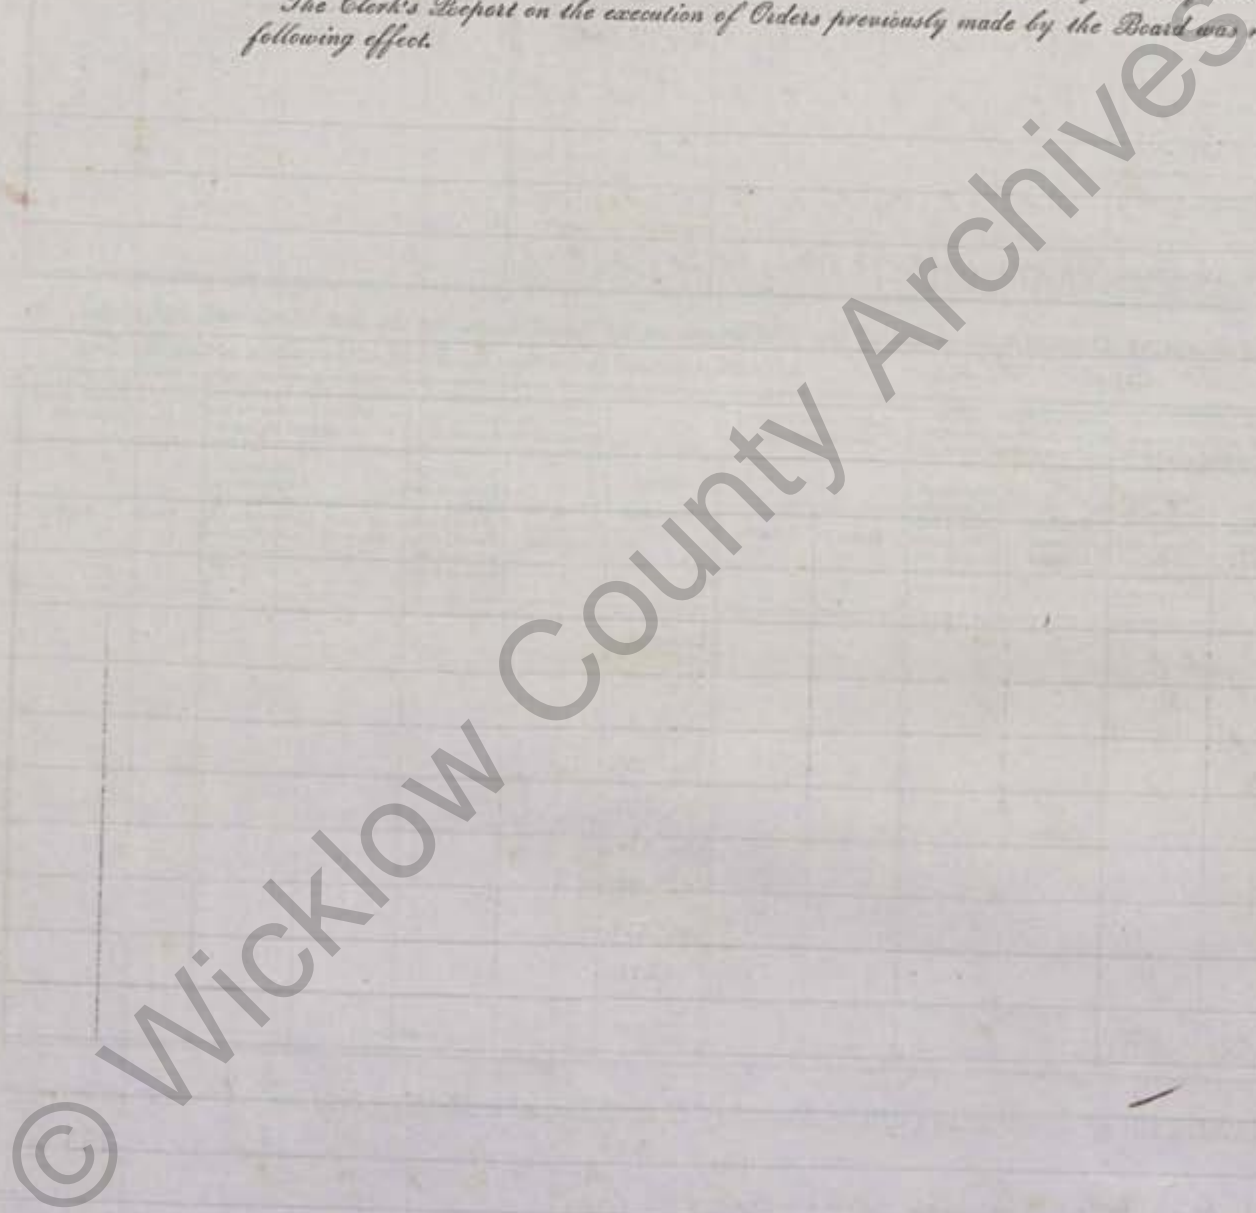 The Clerk's Report on the execution of Orders previously made by the Board was
following effect.
© Wicklow County Archives